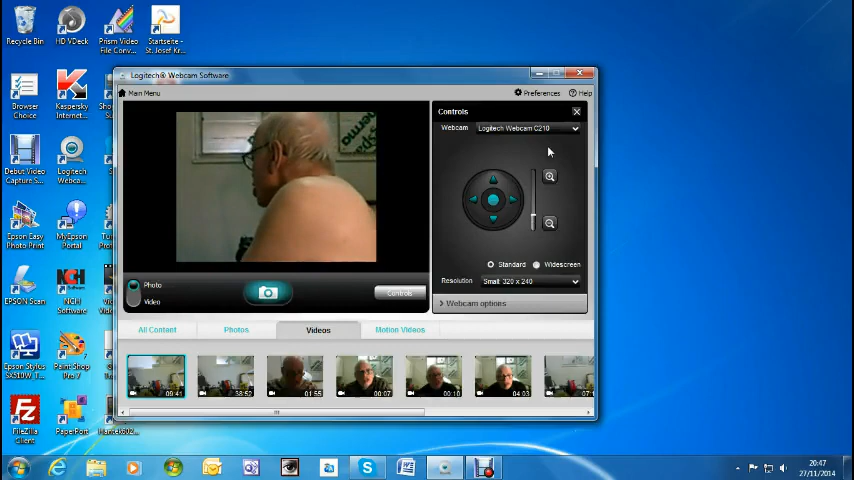 Recycle Bin
HD VDeck
Prism Video
File Conv...
Startseite -
St. Josef Kr...
Browser
Choice
Kaspersky
Internet...
Debut Video
Capture S...
Logitech
Webca...
Epson Easy
Photo Print
MyEpson
Portal
EPSON Scan
NCH
Software
Epson Stylus
SX510W_T...
Paint Shop
Pro 7
FileZilla
Client
PaperPort
Logitech® Webcam Software
Main Menu
Preferences
Help
Controls
Webcam
Logitech Webcam C210
Standard
Widescreen
Resolution
Small: 320 x 240
Webcam options
Photo
Video
Controls
All Content
Photos
Videos
Motion Videos
09:41
38:52
01:55
00:07
00:10
04:03
20:47
27/11/2014